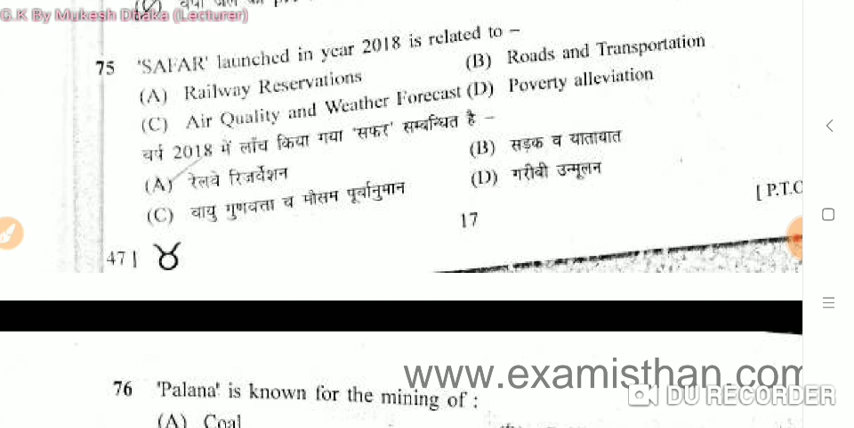 G.K By Mukesh Dhaka (Lecturer)
75 'SAFAR' launched in year 2018 is related to –
(A) Railway Reservations (B) Roads and Transportation
(C) Air Quality and Weather Forecast (D) Poverty alleviation
वर्ष 2018 में लॉंच किया गया 'सफर' सम्बन्धित है –
(A) रेलवे रिजर्वेशन (B) सड़क व यातायात
(C) वायु गुणवत्ता व मौसम पूर्वानुमान (D) गरीबी उन्मूलन
17 [ P.T.O
47]
www.examisthan.com
76 'Palana' is known for the mining of :
DU RECORDER
(A) Coal